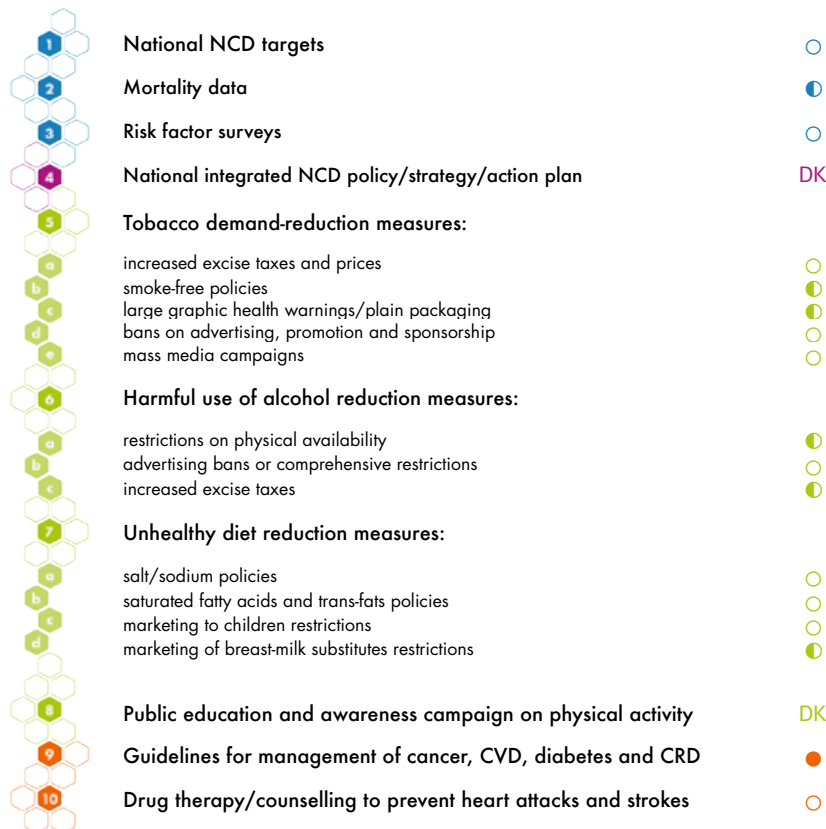 1 National NCD targets
2 Mortality data
3 Risk factor surveys
4 National integrated NCD policy/strategy/action plan DK
5 Tobacco demand-reduction measures:
a increased excise taxes and prices
b smoke-free policies
c large graphic health warnings/plain packaging
d bans on advertising, promotion and sponsorship
e mass media campaigns
6 Harmful use of alcohol reduction measures:
a restrictions on physical availability
b advertising bans or comprehensive restrictions
c increased excise taxes
7 Unhealthy diet reduction measures:
a salt/sodium policies
b saturated fatty acids and trans-fats policies
c marketing to children restrictions
d marketing of breast-milk substitutes restrictions
8 Public education and awareness campaign on physical activity DK
9 Guidelines for management of cancer, CVD, diabetes and CRD
10 Drug therapy/counselling to prevent heart attacks and strokes